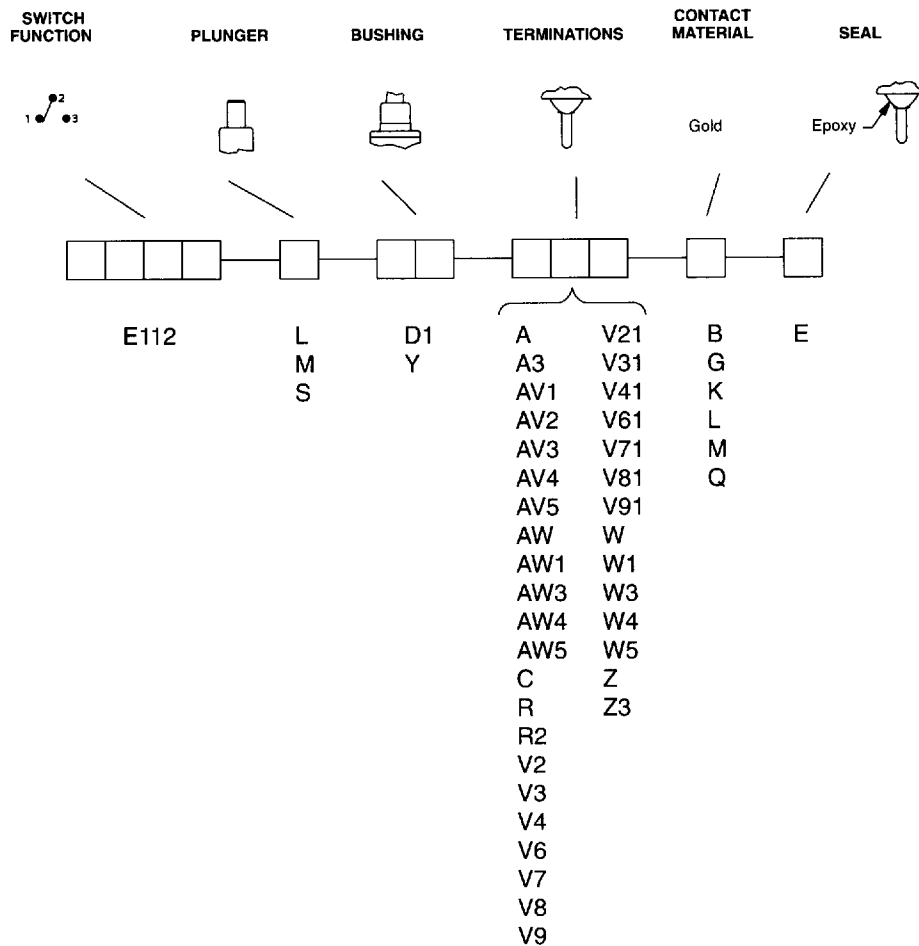 SWITCH FUNCTION
PLUNGER
BUSHING
TERMINATIONS
CONTACT MATERIAL
SEAL
2
1 3
Gold
Epoxy
E112 L D1 A V21 B E
M Y A3 V31 G
S AV1 V41 K
AV2 V61 L
AV3 V71 M
AV4 V81 Q
AV5 V91
AW W
AW1 W1
AW3 W3
AW4 W4
AW5 W5
C Z
R Z3
R2
V2
V3
V4
V6
V7
V8
V9